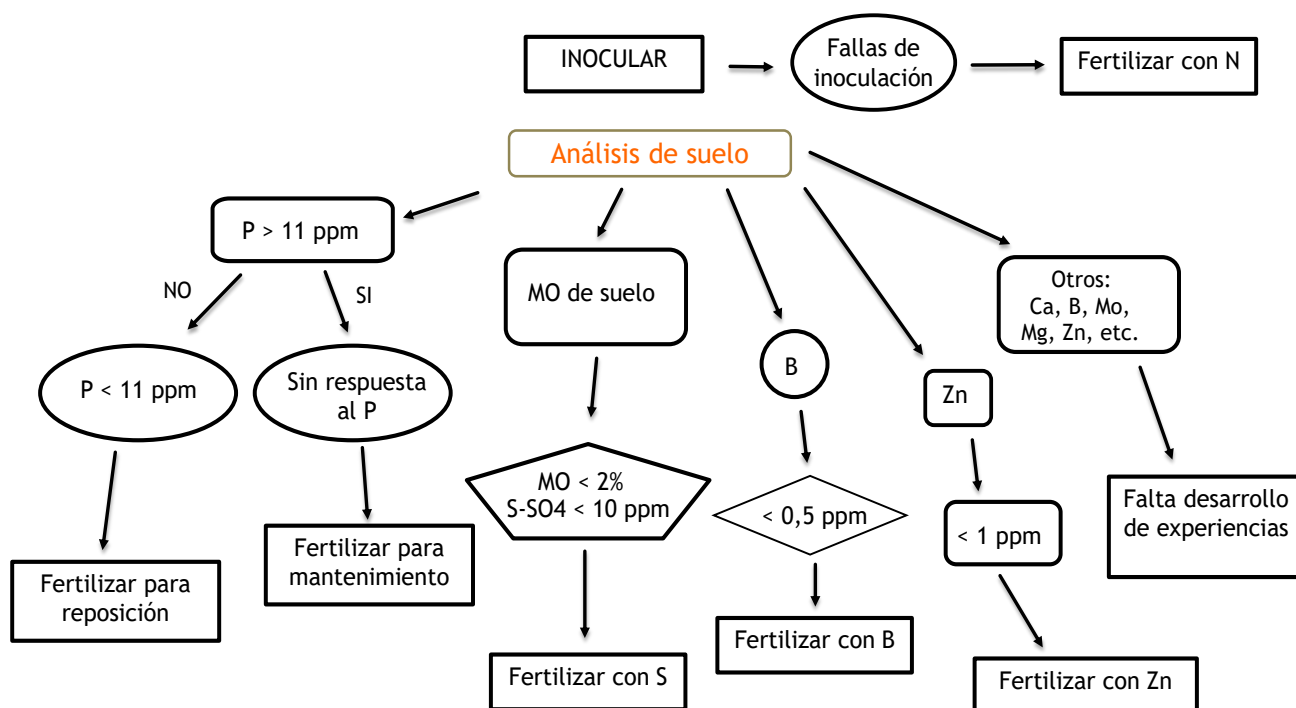 INOCULAR
Fallas de
inoculación
Fertilizar con N
Análisis de suelo
P > 11 ppm
NO
SI
P < 11 ppm
Sin respuesta
al P
Fertilizar para
reposición
Fertilizar para
mantenimiento
MO de suelo
MO < 2%
S-SO4 < 10 ppm
Fertilizar con S
B
< 0,5 ppm
Fertilizar con B
Zn
< 1 ppm
Fertilizar con Zn
Otros:
Ca, B, Mo,
Mg, Zn, etc.
Falta desarrollo
de experiencias